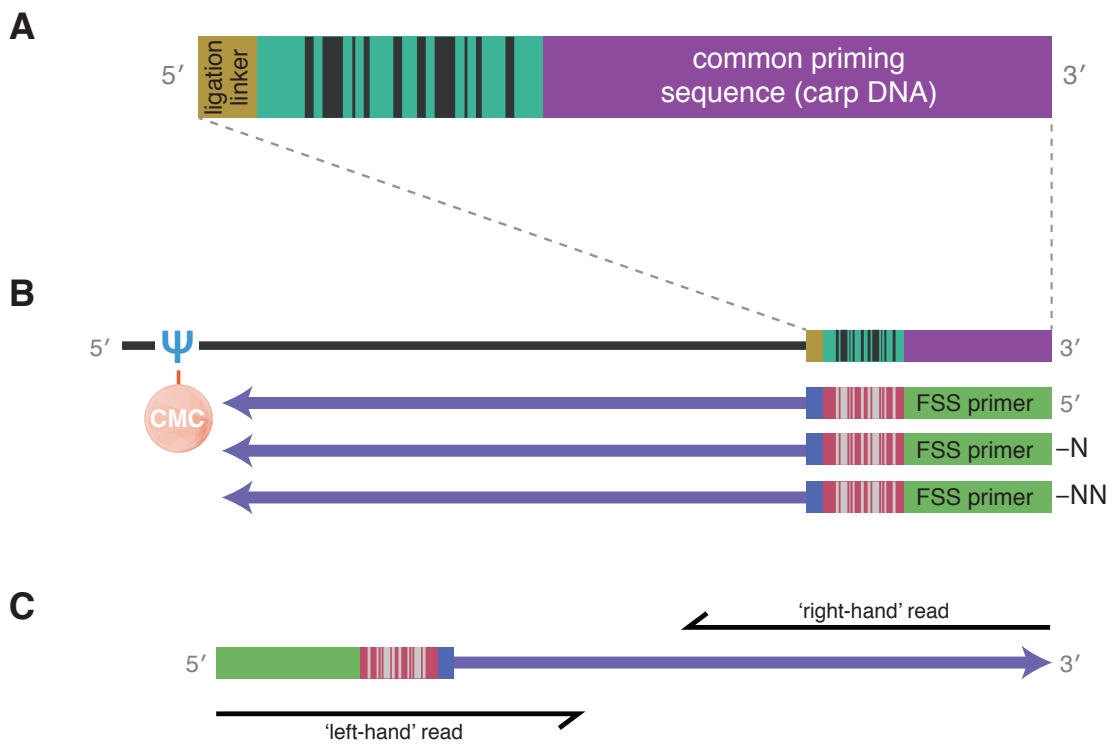 A
5′
ligation
linker
common priming
sequence (carp DNA)
3′
B
5′
Ψ
3′
CMC
FSS primer
5′
FSS primer
–N
FSS primer
–NN
C
'right-hand' read
5′
3′
'left-hand' read